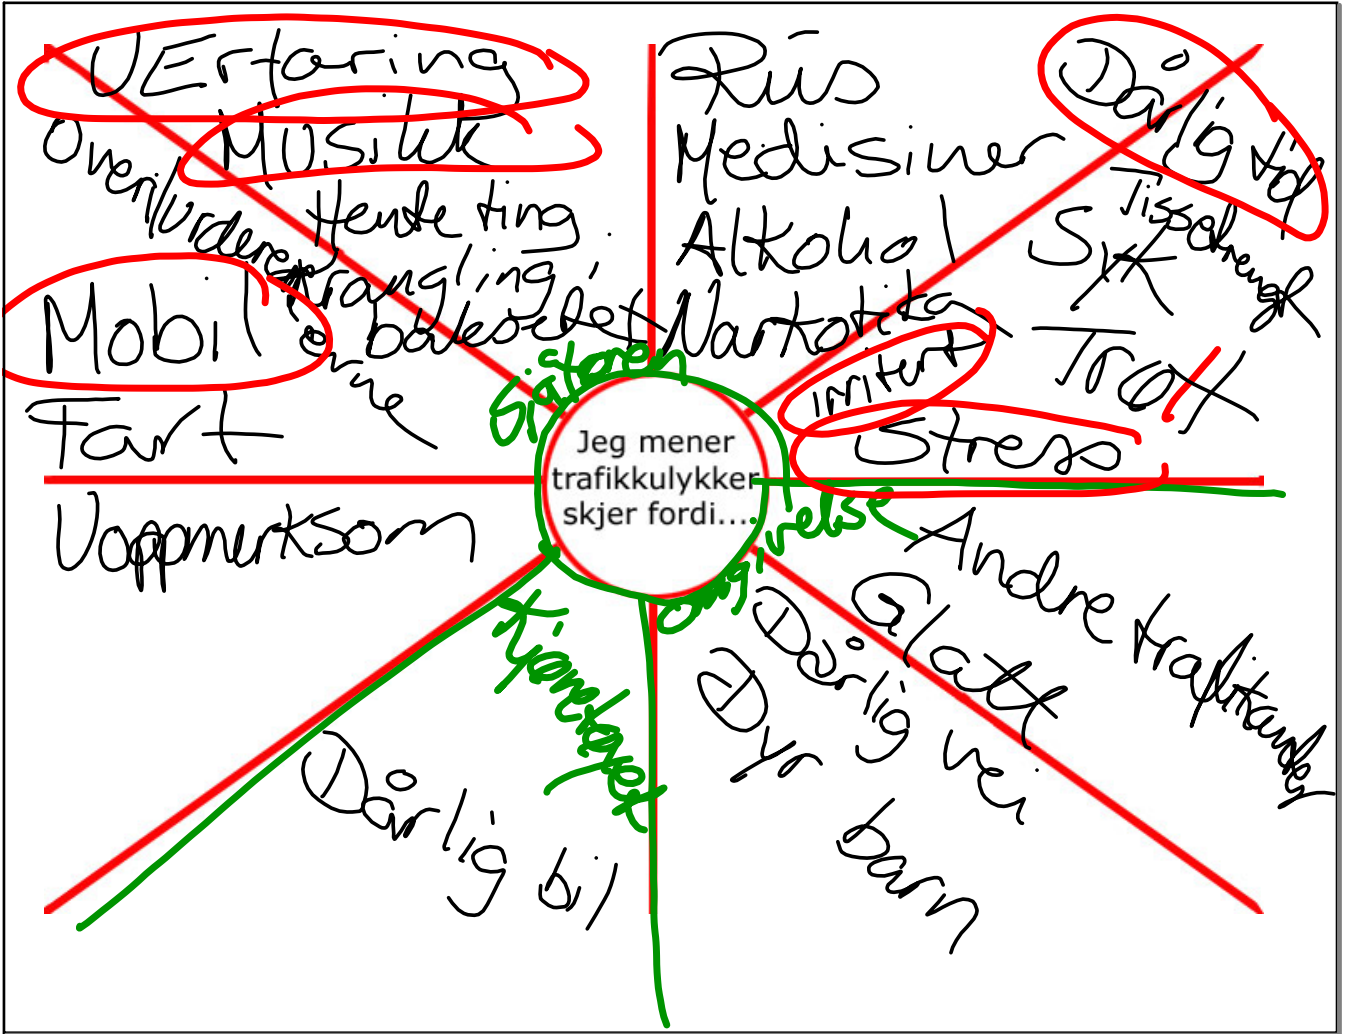 UErfaring
Musikk
Overvurdere
evne
Hente ting
Krangling i
baksetet
Mobil
Fart
Rus
Medisiner
Alkohol
Narkotika
Dårlig tid
Tissetrengt
Syk
Trøtt
irritert
Stress
Sjåføren
Jeg mener
trafikkulykker
skjer fordi....
Uoppmerksom
Omgivelse
Andre trafikanter
Glatt
Dårlig vei
Dyr
barn
Kjøretøyet
Dårlig bil